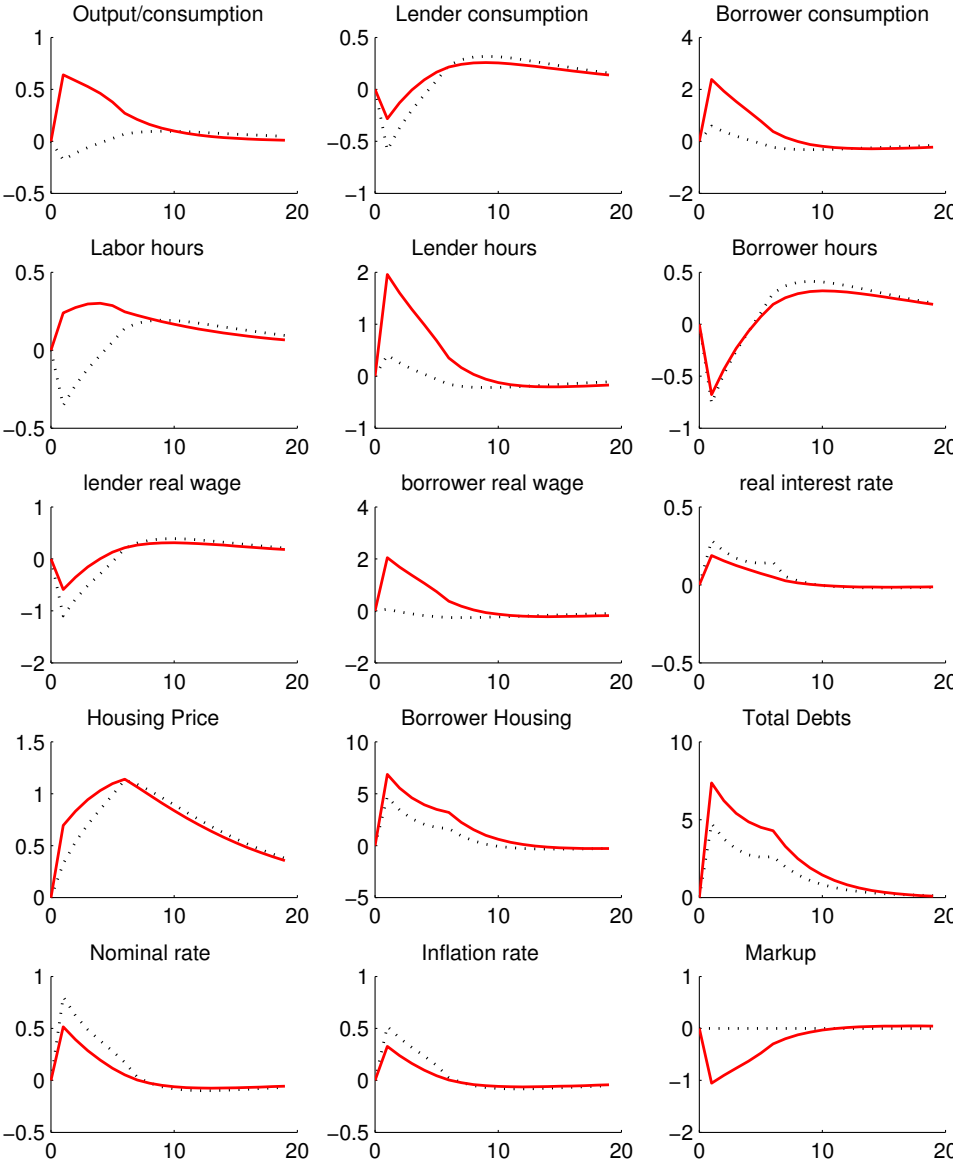 Output/consumption Lender consumption Borrower consumption
1 0.5 4
0.5 0 2
0 −0.5 0
−0.5 −1 −2
0 10 20 0 10 20 0 10 20
Labor hours Lender hours Borrower hours
0.5 2 0.5
1 0
0 0 −0.5
−0.5 −1 −1
0 10 20 0 10 20 0 10 20
lender real wage borrower real wage real interest rate
1 4 0.5
0 2
−1 0 0
−2 −2 −0.5
0 10 20 0 10 20 0 10 20
Housing Price Borrower Housing Total Debts
1.5 10 10
1 5
0.5 0 5
0 −5 0
0 10 20 0 10 20 0 10 20
Nominal rate Inflation rate Markup
1 1 1
0.5 0.5 0
0 0 −1
−0.5 −0.5 −2
0 10 20 0 10 20 0 10 20